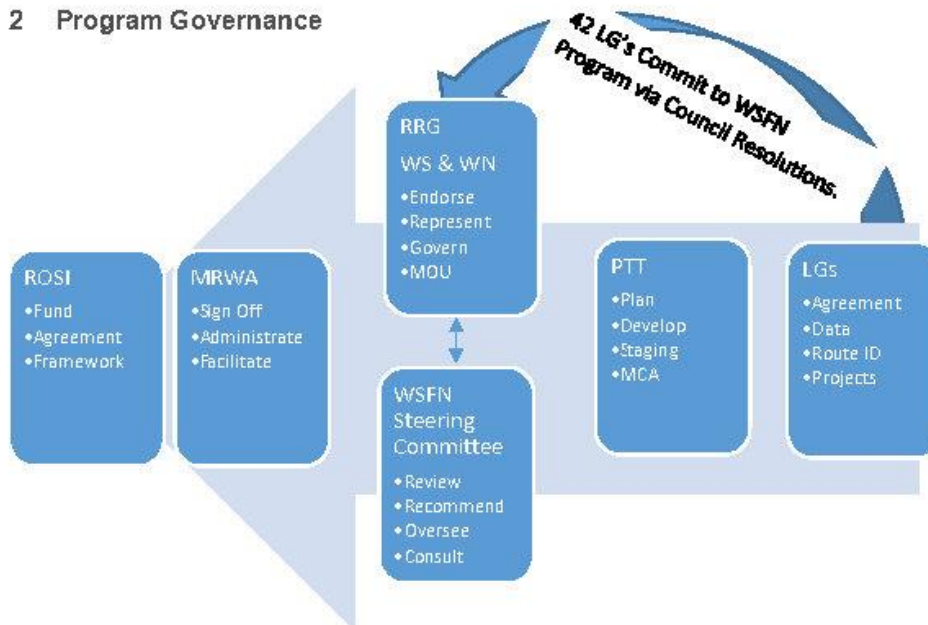 2 Program Governance
42 LG's Commit to WSFN
Program via Council Resolutions.
ROSI
•Fund
•Agreement
•Framework
MRWA
•Sign Off
•Administrate
•Facilitate
RRG
WS & WN
•Endorse
•Represent
•Govern
•MOU
WSFN
Steering
Committee
•Review
•Recommend
•Oversee
•Consult
PTT
•Plan
•Develop
•Staging
•MCA
LGs
•Agreement
•Data
•Route ID
•Projects